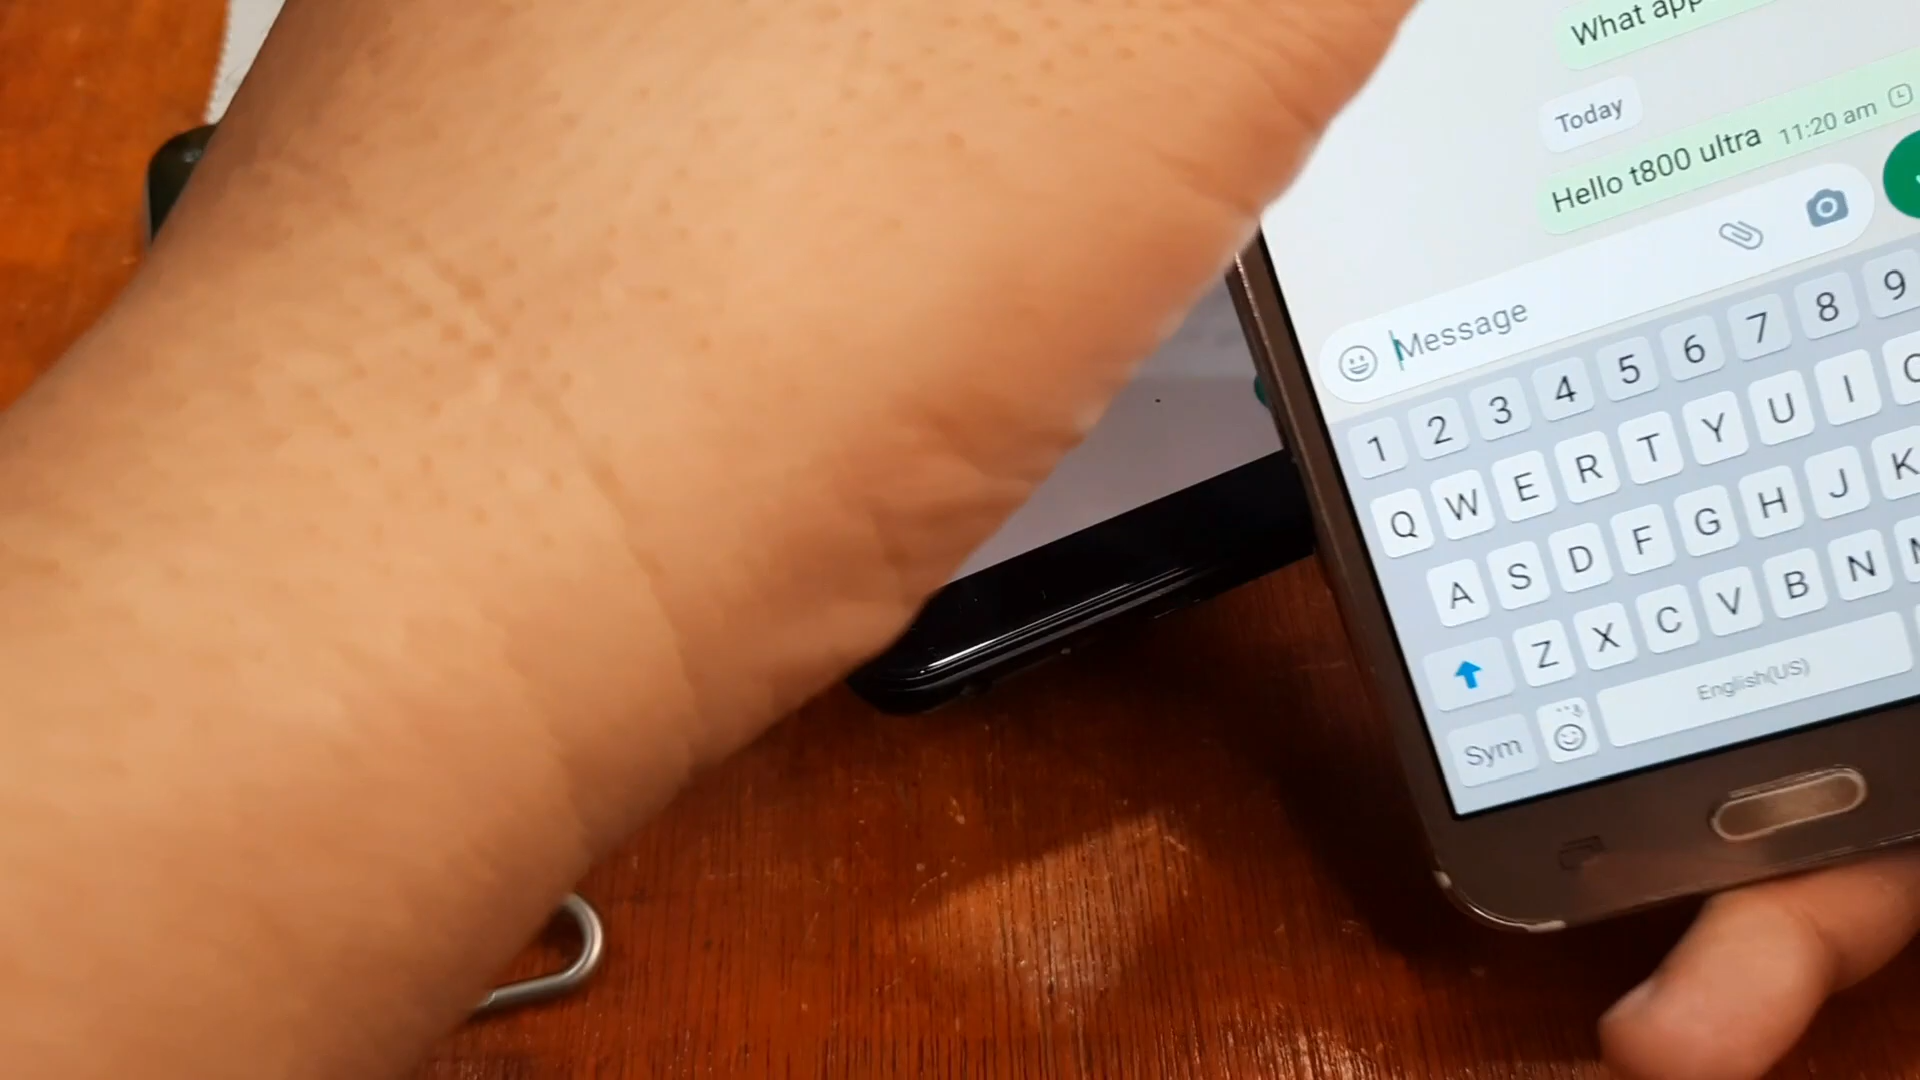 What app
Today
Hello t800 ultra 11:20 am
Message
1 2 3 4 5 6 7 8 9
Q W E R T Y U I O
A S D F G H J K
Z X C V B N
Sym English(US)